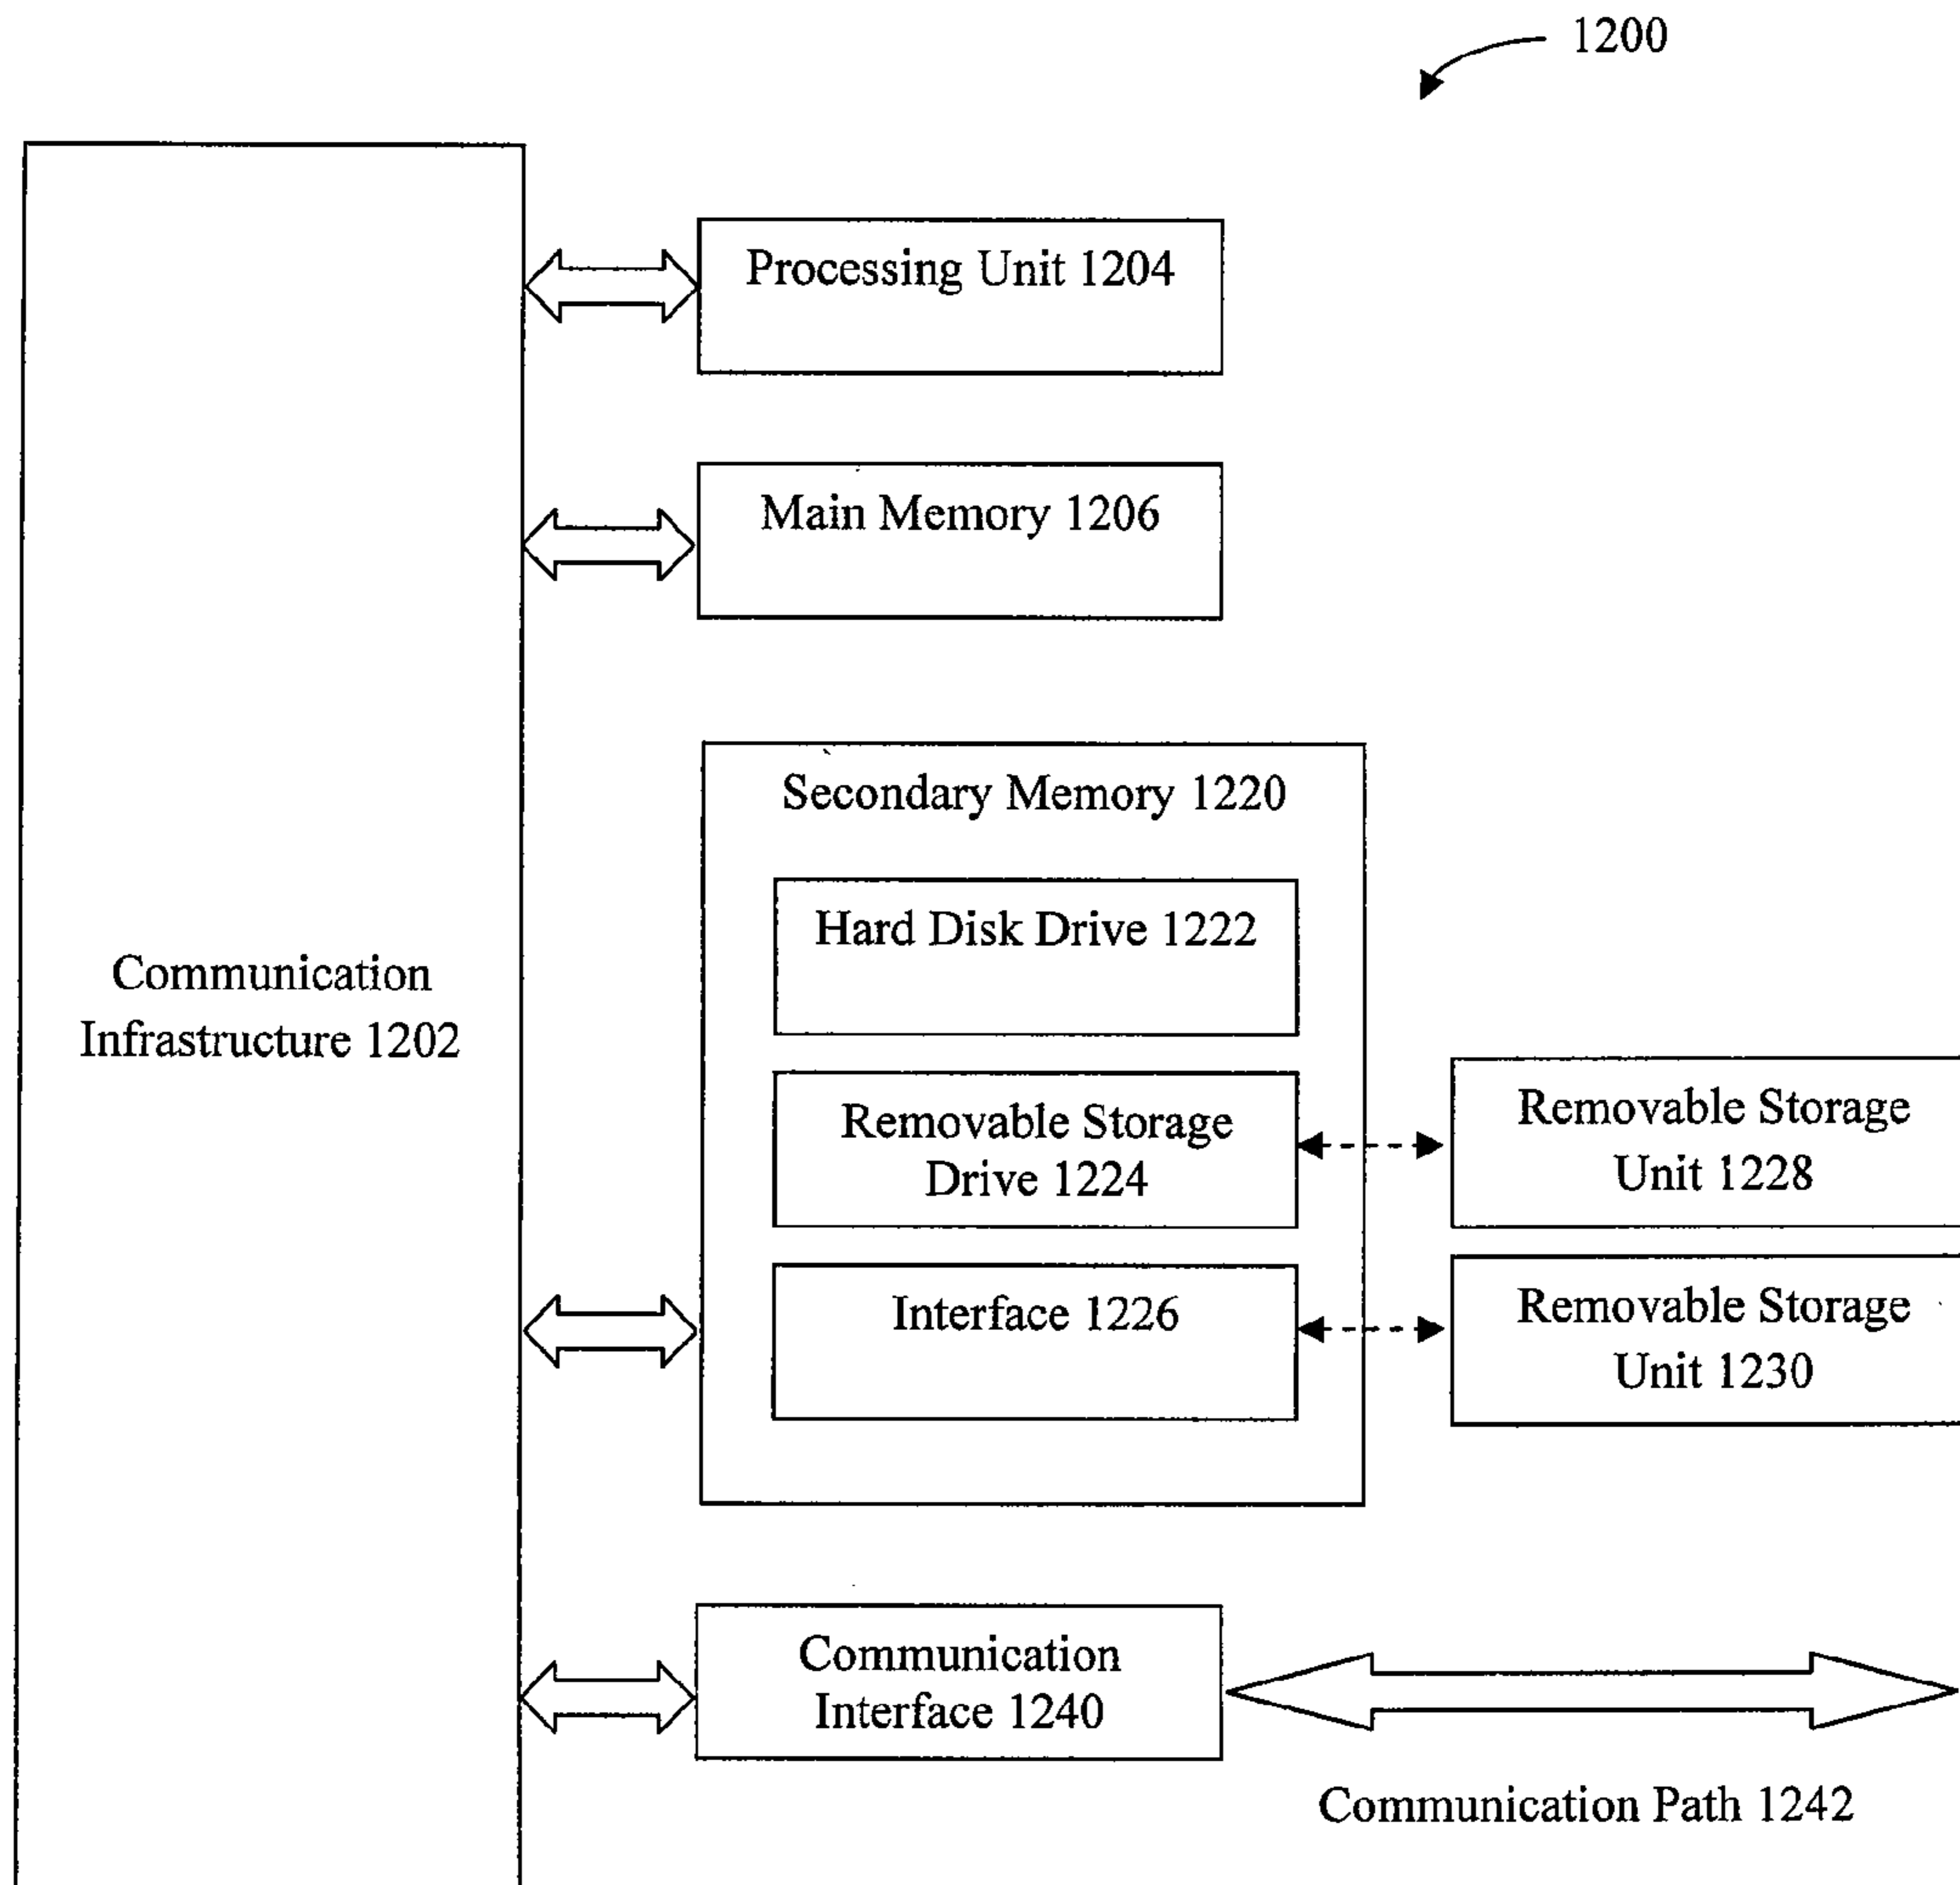 1200
Processing Unit 1204
Main Memory 1206
Secondary Memory 1220
Hard Disk Drive 1222
Communication
Infrastructure 1202
Removable Storage
Drive 1224
Removable Storage
Unit 1228
Interface 1226
Removable Storage
Unit 1230
Communication
Interface 1240
Communication Path 1242